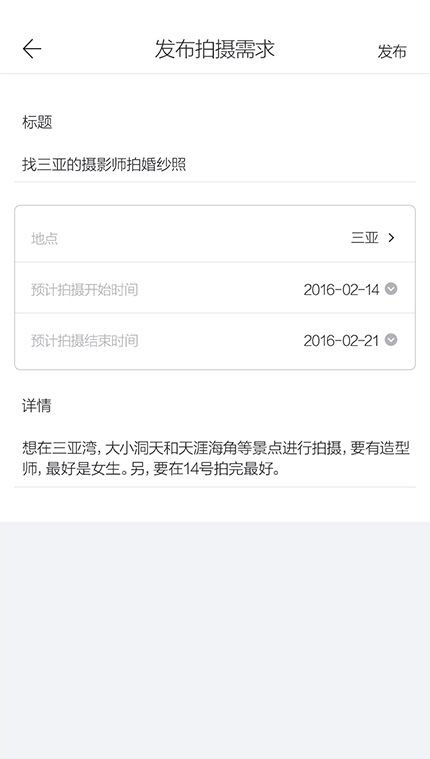 发布拍摄需求 发布
标题
找三亚的摄影师拍婚纱照
地点 三亚
预计拍摄开始时间 2016-02-14
预计拍摄结束时间 2016-02-21
详情
想在三亚湾，大小洞天和天涯海角等景点进行拍摄，要有造型
师，最好是女生。另，要在14号拍完最好。